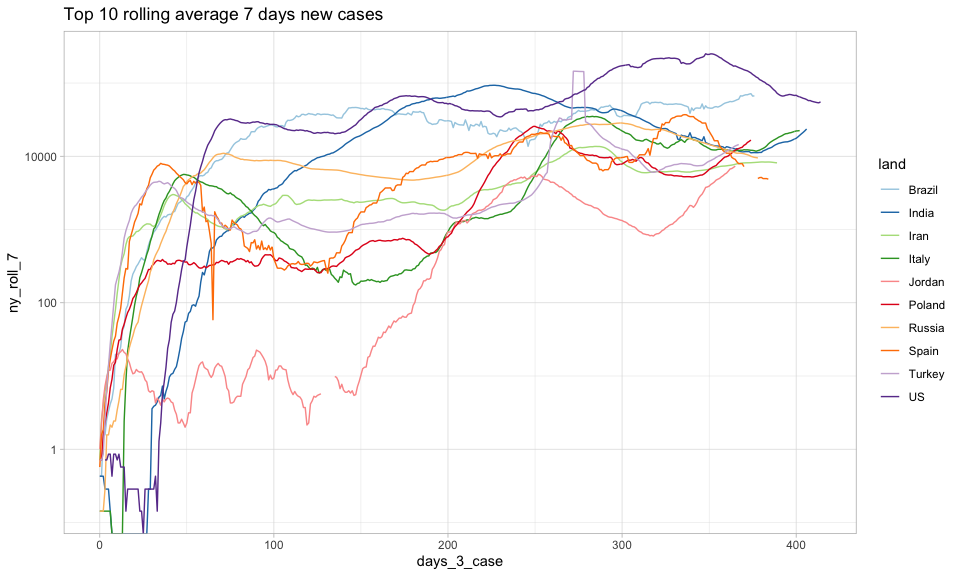 Top 10 rolling average 7 days new cases
ny_roll_7
10000
100
1
0
100
200
300
400
days_3_case
land
Brazil
India
Iran
Italy
Jordan
Poland
Russia
Spain
Turkey
US